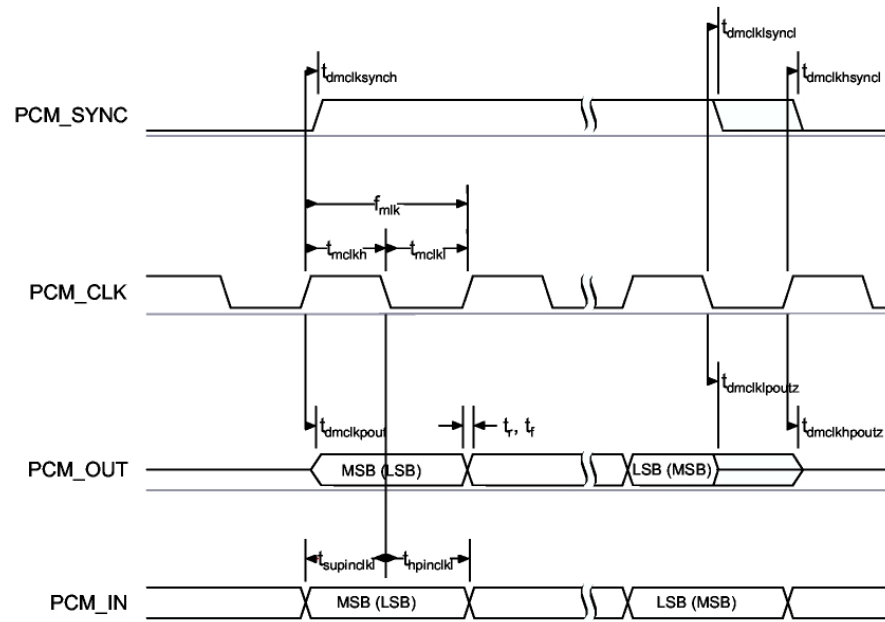 tdmclklsyncl
tdmclksynch
tdmclkhsyncl
PCM_SYNC
fmlk
tmclkh
tmclkl
PCM_CLK
tdmclklpoutz
tdmclkpout
tr, tf
tdmclkhpoutz
PCM_OUT
MSB (LSB)
LSB (MSB)
tsupinclkl
thpinclkl
PCM_IN
MSB (LSB)
LSB (MSB)